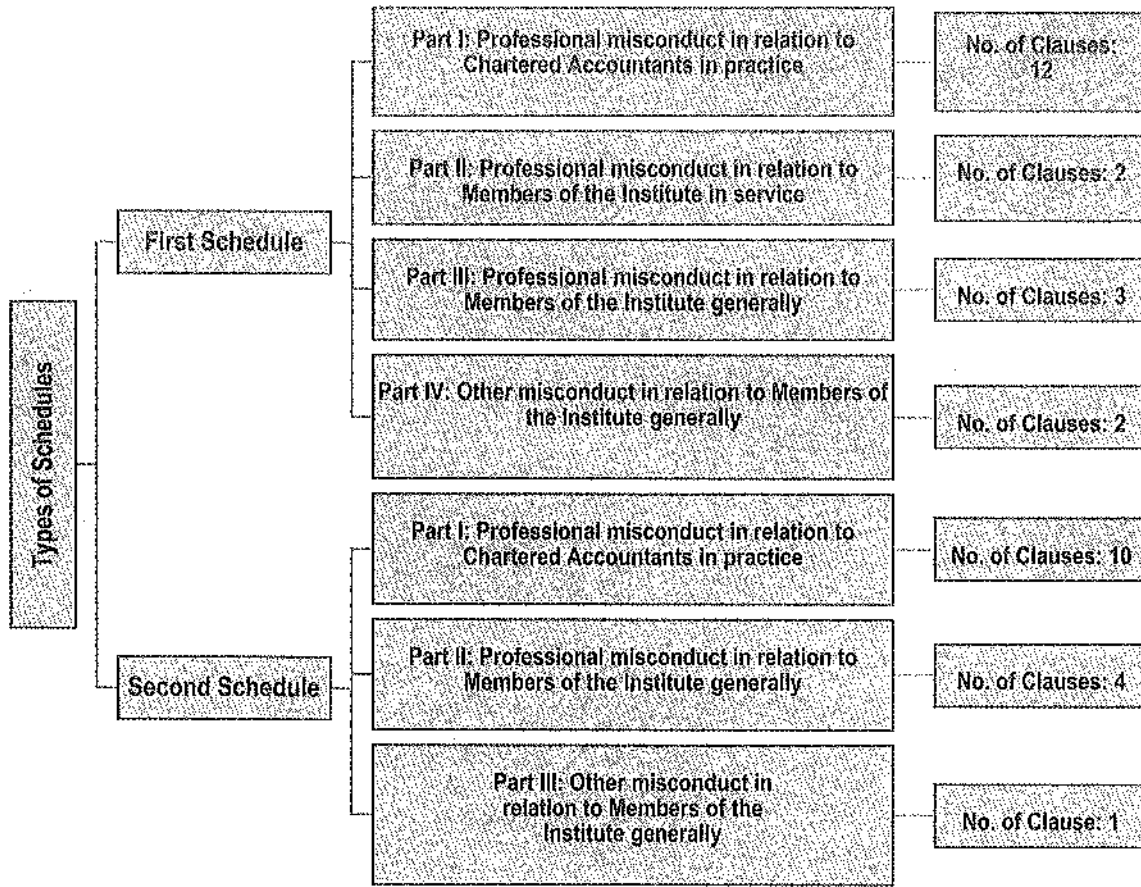 Types of Schedules
First Schedule
Part I: Professional misconduct in relation to
Chartered Accountants in practice
No. of Clauses:
12
Part II: Professional misconduct in relation to
Members of the Institute in service
No. of Clauses: 2
Part III: Professional misconduct in relation to
Members of the Institute generally
No. of Clauses: 3
Part IV: Other misconduct in relation to Members of
the Institute generally
No. of Clauses: 2
Second Schedule
Part I: Professional misconduct in relation to
Chartered Accountants in practice
No. of Clauses: 10
Part II: Professional misconduct in relation to
Members of the Institute generally
No. of Clauses: 4
Part III: Other misconduct in
relation to Members of the
Institute generally
No. of Clause: 1